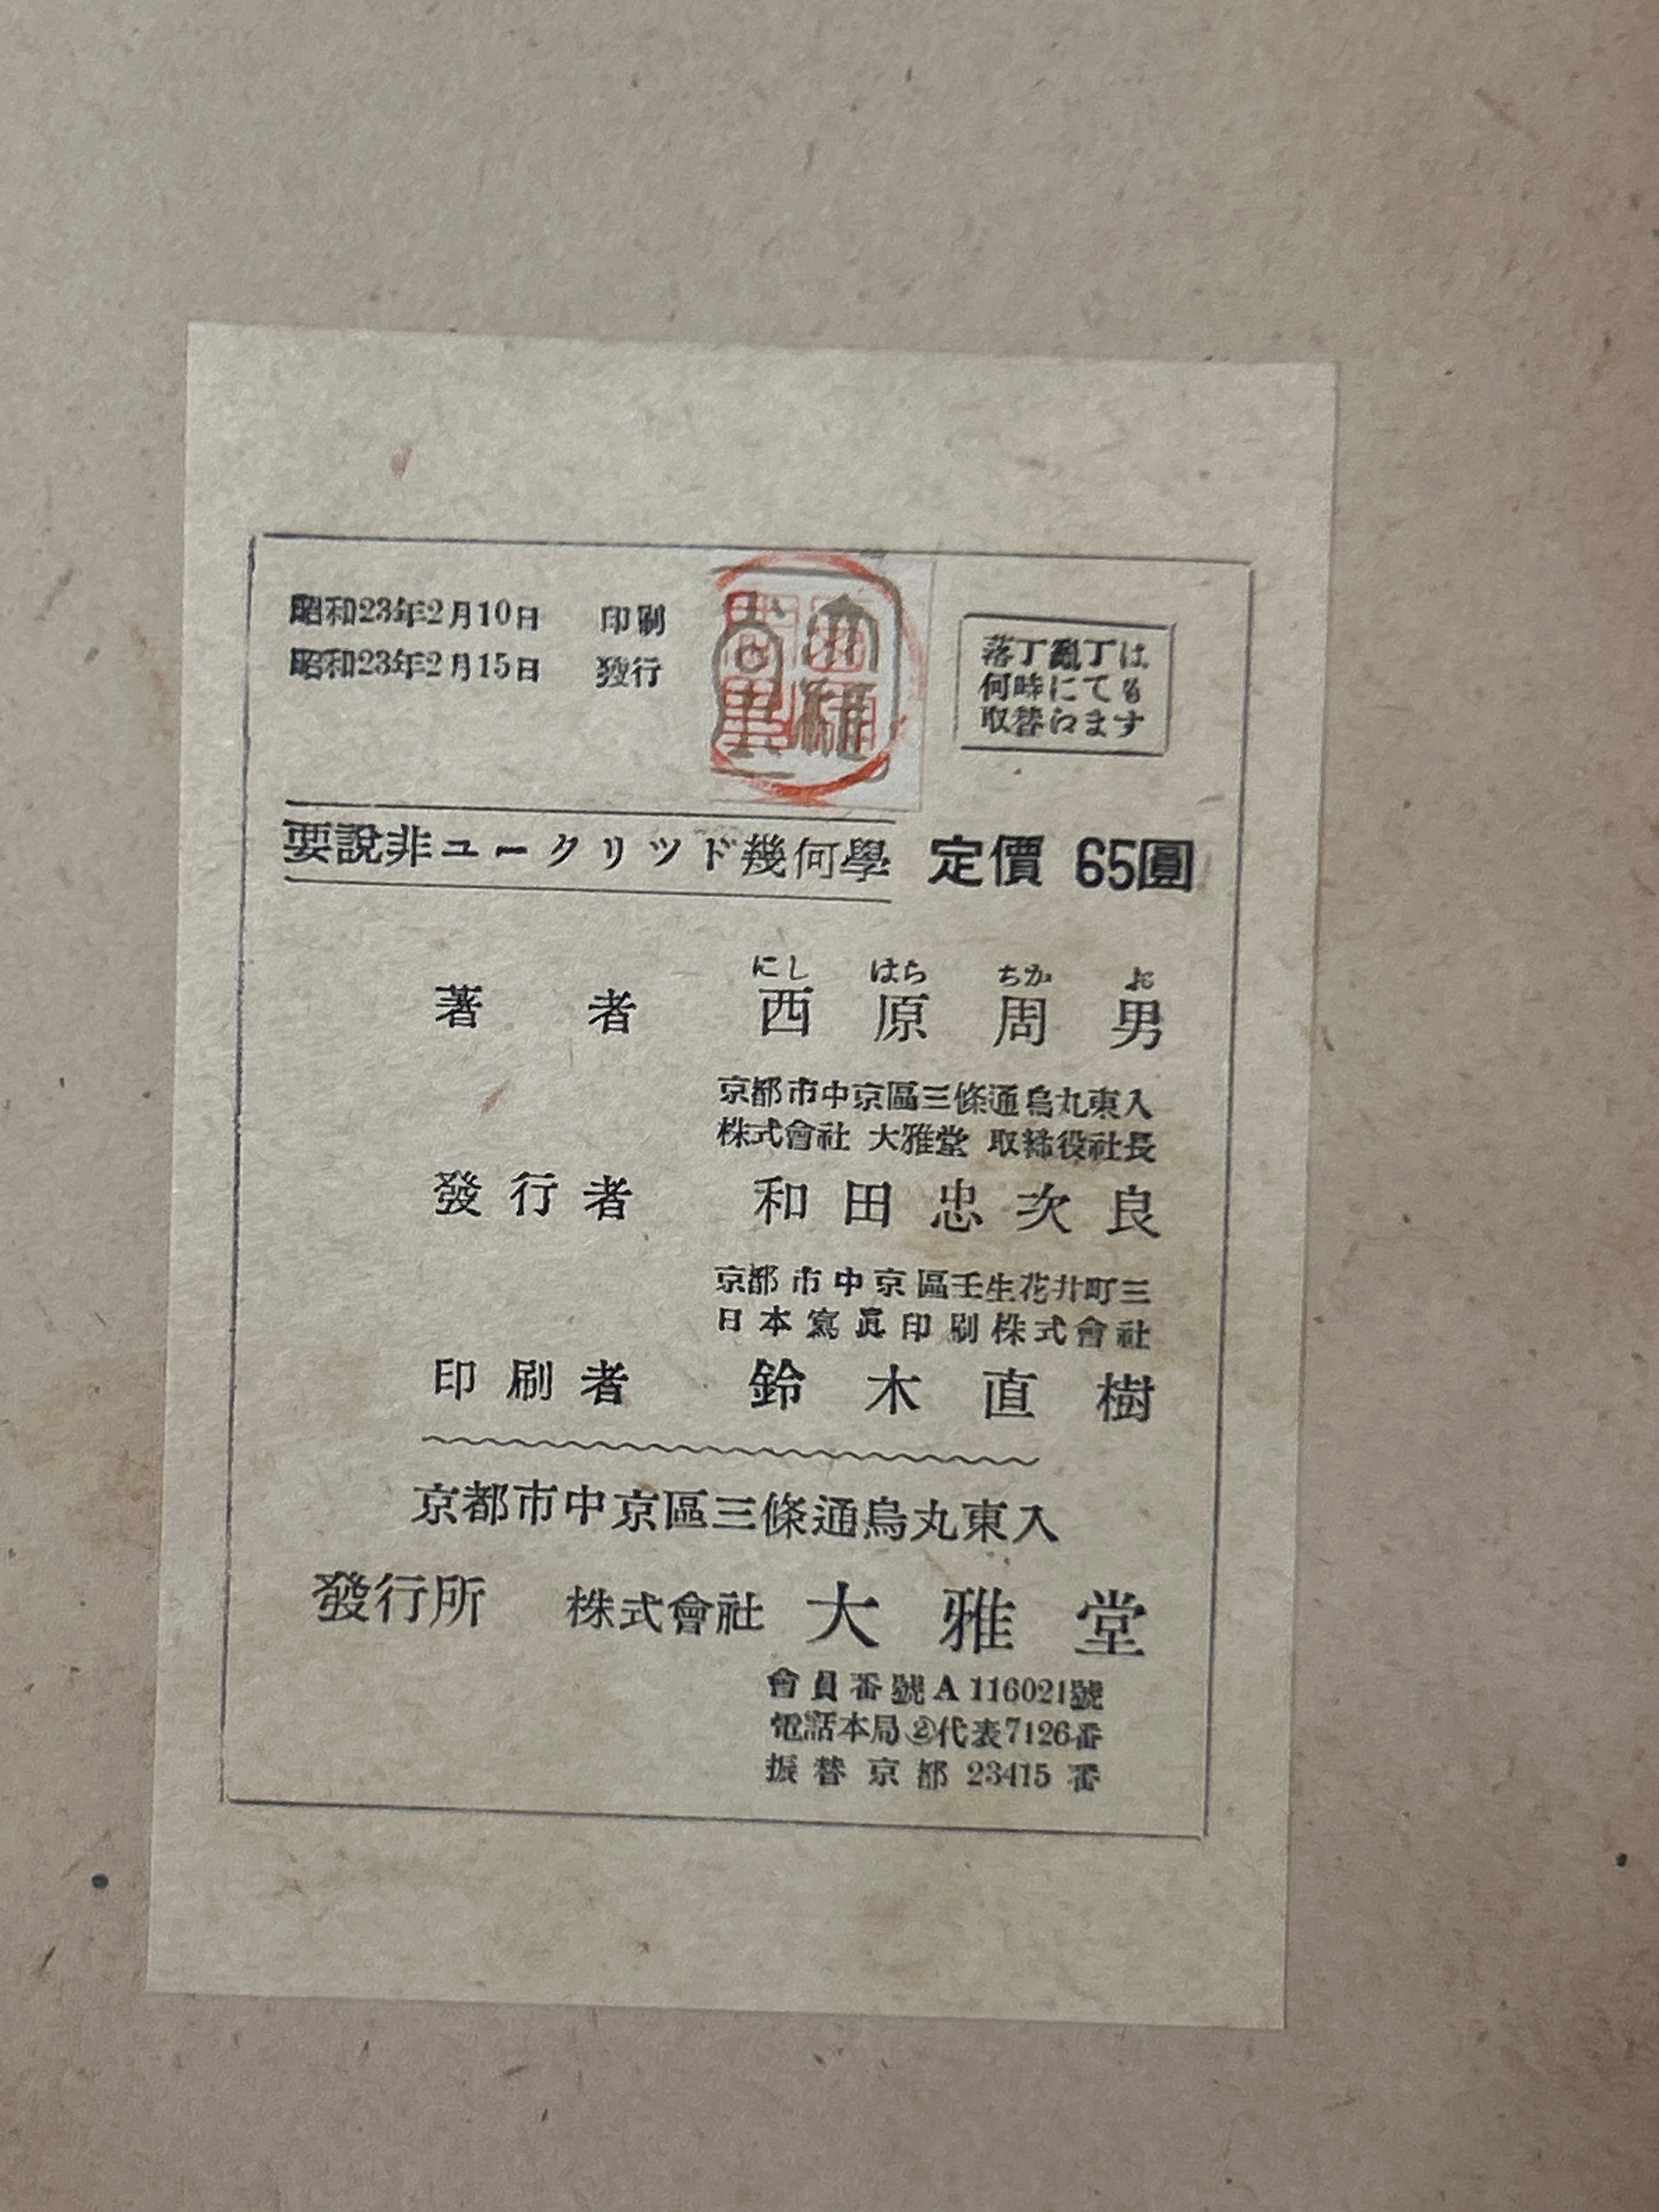 昭和23年2月10日 印刷
昭和23年2月15日 發行
落丁亂丁は
何時にても
取替います
要說非ユークリツド幾何學 定價 65圓
にし はら ちか お
著者 西原周男
京都市中京區三條通烏丸東入
株式會社 大雅堂 取締役社長
發行者 和田忠次良
京都市中京區壬生花井町三
日本寫眞印刷株式會社
印刷者 鈴木直樹
京都市中京區三條通烏丸東入
發行所 株式會社 大雅堂
會員番號A116021號
電話本局②代表7126番
振替京都 23415 番